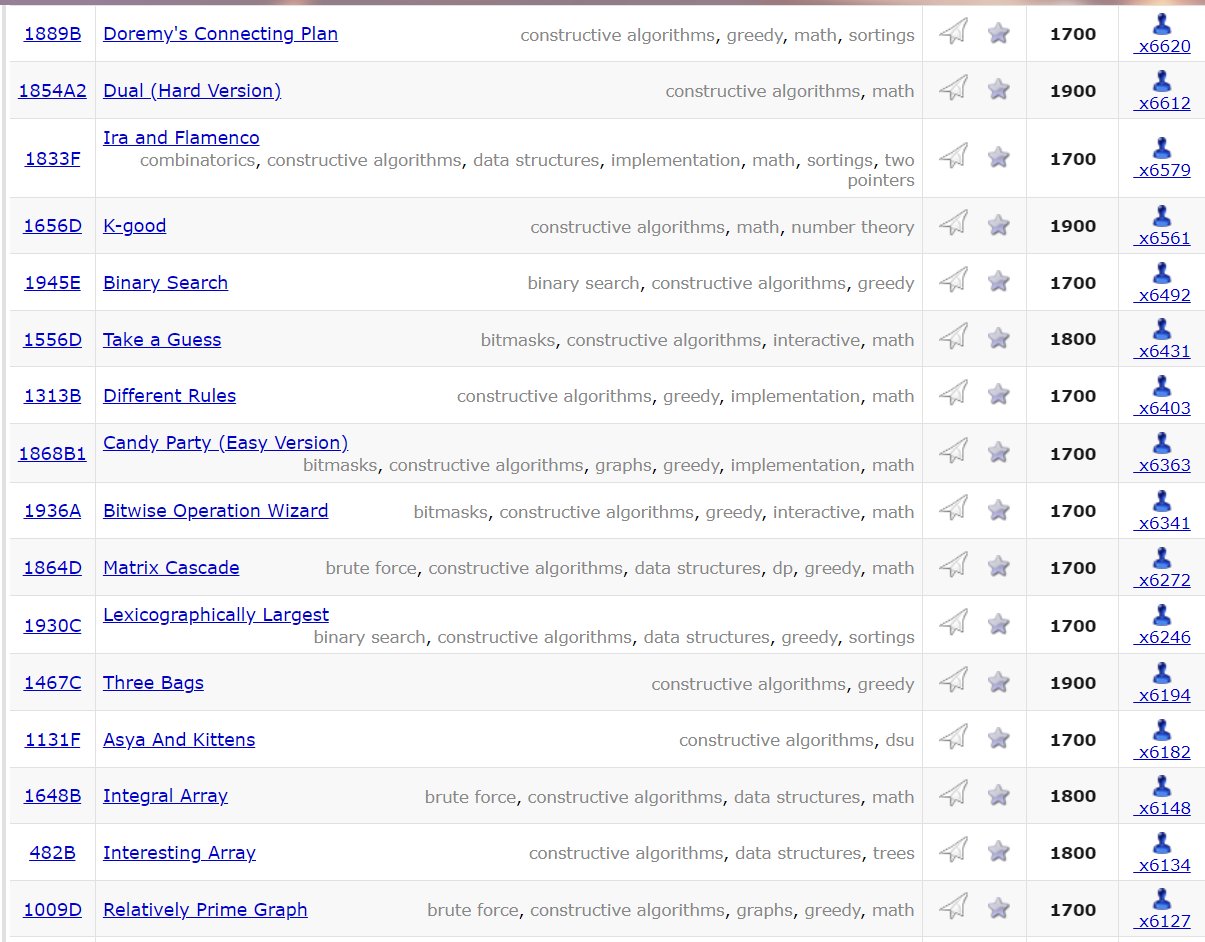 1889B Doremy's Connecting Plan constructive algorithms, greedy, math, sortings 1700 x6620
1854A2 Dual (Hard Version) constructive algorithms, math 1900 x6612
1833F Ira and Flamenco
combinatorics, constructive algorithms, data structures, implementation, math, sortings, two
pointers 1700 x6579
1656D K-good constructive algorithms, math, number theory 1900 x6561
1945E Binary Search binary search, constructive algorithms, greedy 1700 x6492
1556D Take a Guess bitmasks, constructive algorithms, interactive, math 1800 x6431
1313B Different Rules constructive algorithms, greedy, implementation, math 1700 x6403
1868B1 Candy Party (Easy Version)
bitmasks, constructive algorithms, graphs, greedy, implementation, math 1700 x6363
1936A Bitwise Operation Wizard bitmasks, constructive algorithms, greedy, interactive, math 1700 x6341
1864D Matrix Cascade brute force, constructive algorithms, data structures, dp, greedy, math 1700 x6272
1930C Lexicographically Largest
binary search, constructive algorithms, data structures, greedy, sortings 1700 x6246
1467C Three Bags constructive algorithms, greedy 1900 x6194
1131F Asya And Kittens constructive algorithms, dsu 1700 x6182
1648B Integral Array brute force, constructive algorithms, data structures, math 1800 x6148
482B Interesting Array constructive algorithms, data structures, trees 1800 x6134
1009D Relatively Prime Graph brute force, constructive algorithms, graphs, greedy, math 1700 x6127